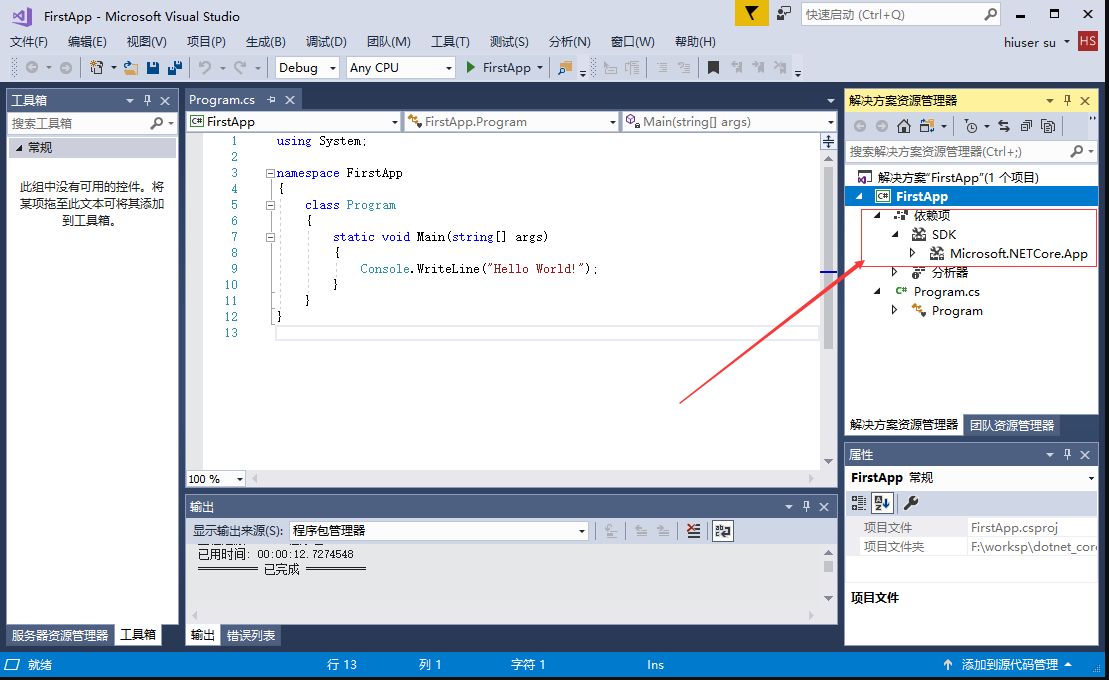 FirstApp - Microsoft Visual Studio
快速启动 (Ctrl+Q)
文件(F) 编辑(E) 视图(V) 项目(P) 生成(B) 调试(D) 团队(M) 工具(T) 测试(S) 分析(N) 窗口(W) 帮助(H)
hiuser su HS
Debug Any CPU FirstApp
工具箱
搜索工具箱
常规
此组中没有可用的控件。将
某项拖至此文本可将其添加
到工具箱。
服务器资源管理器 工具箱
Program.cs
FirstApp FirstApp.Program Main(string[] args)
1 using System;
2
3 namespace FirstApp
4 {
5 class Program
6 {
7 static void Main(string[] args)
8 {
9 Console.WriteLine("Hello World!");
10 }
11 }
12 }
13
100 %
输出
显示输出来源(S): 程序包管理器
已用时间: 00:00:12.7274548
========== 已完成 ==========
输出 错误列表
解决方案资源管理器
搜索解决方案资源管理器(Ctrl+;)
解决方案"FirstApp"(1 个项目)
C# FirstApp
依赖项
SDK
Microsoft.NETCore.App
分析器
C# Program.cs
Program
解决方案资源管理器 团队资源管理器
属性
FirstApp 常规
项目文件 FirstApp.csproj
项目文件夹 F:\worksp\dotnet_core
项目文件
就绪 行 13 列 1 字符 1 Ins 添加到源代码管理